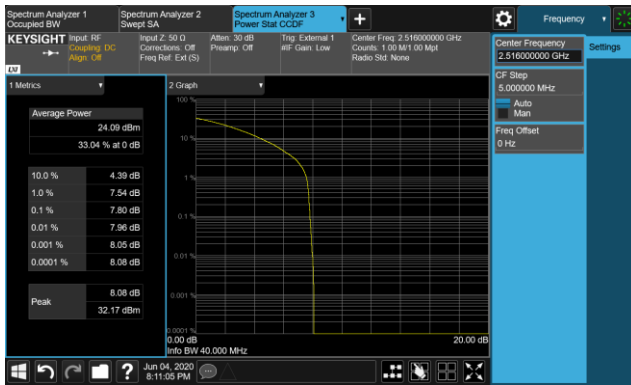 Spectrum Analyzer 1
Occupied BW
Spectrum Analyzer 2
Swept SA
Spectrum Analyzer 3
Power Stat CCDF
Frequency
KEYSIGHT
Input: RF
Coupling: DC
Align: Off
Input Z: 50 Ω
Corrections: Off
Freq Ref: Ext (S)
Atten: 30 dB
Preamp: Off
Trig: External 1
#IF Gain: Low
Center Freq: 2.516000000 GHz
Counts: 1.00 M/1.00 Mpt
Radio Std: None
LXI
Center Frequency
2.516000000 GHz
Settings
CF Step
5.000000 MHz
Auto
Man
Freq Offset
0 Hz
1 Metrics
Average Power
24.09 dBm
33.04 % at 0 dB
10.0 % 4.39 dB
1.0 % 7.54 dB
0.1 % 7.80 dB
0.01 % 7.96 dB
0.001 % 8.05 dB
0.0001 % 8.08 dB
Peak
8.08 dB
32.17 dBm
2 Graph
100 %
10 %
1 %
0.1 %
0.01 %
0.001 %
0.0001 %
0.00 dB
20.00 dB
Info BW 40.000 MHz
Jun 04, 2020
8:11:05 PM